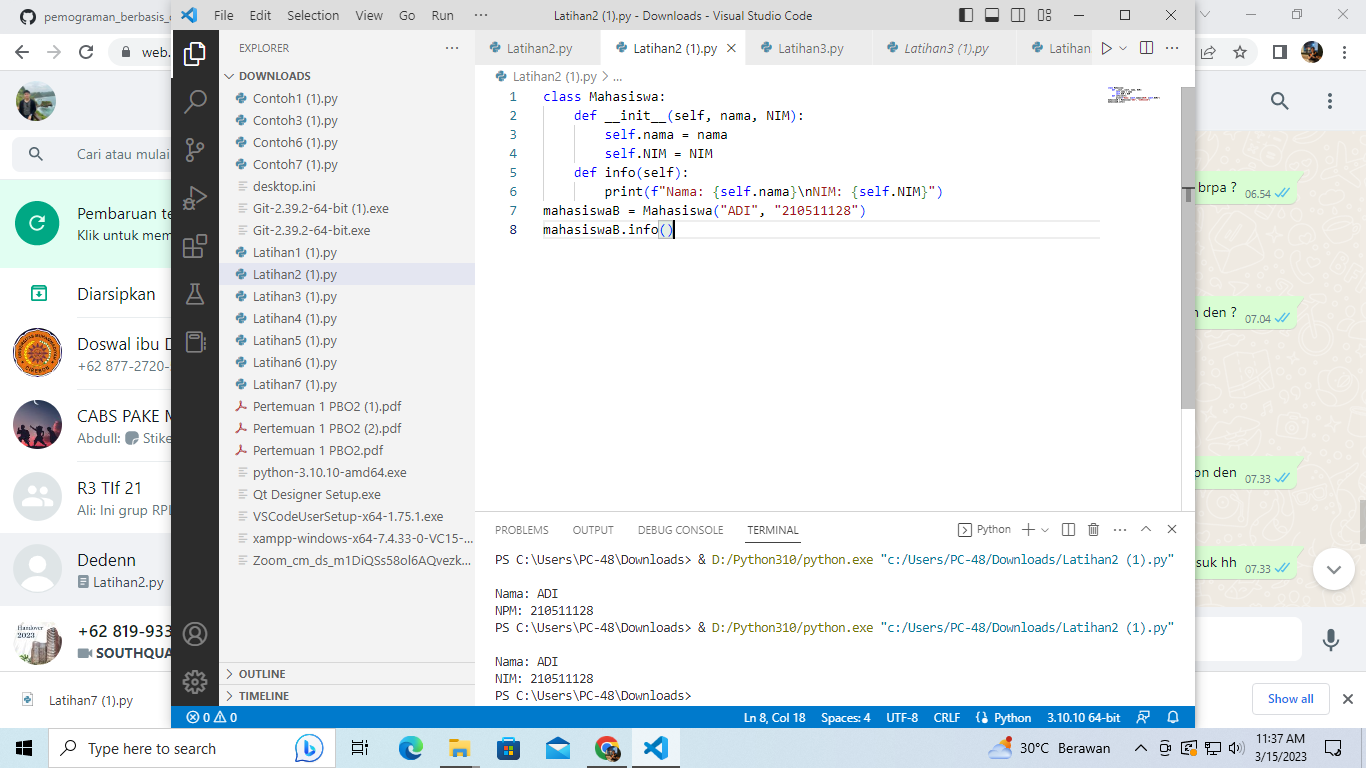 pemograman_berbasis_
File Edit Selection View Go Run ···
Latihan2 (1).py - Downloads - Visual Studio Code
web.
EXPLORER
Latihan2.py
Latihan2 (1).py
Latihan3.py
Latihan3 (1).py
Latihan
DOWNLOADS
Contoh1 (1).py
Contoh3 (1).py
Contoh6 (1).py
Contoh7 (1).py
desktop.ini
Git-2.39.2-64-bit (1).exe
Git-2.39.2-64-bit.exe
Latihan1 (1).py
Latihan2 (1).py
Latihan3 (1).py
Latihan4 (1).py
Latihan5 (1).py
Latihan6 (1).py
Latihan7 (1).py
Pertemuan 1 PBO2 (1).pdf
Pertemuan 1 PBO2 (2).pdf
Pertemuan 1 PBO2.pdf
python-3.10.10-amd64.exe
Qt Designer Setup.exe
VSCodeUserSetup-x64-1.75.1.exe
xampp-windows-x64-7.4.33-0-VC15-...
Zoom_cm_ds_m1DiQSs58ol6AQvezk...
OUTLINE
TIMELINE
Latihan2 (1).py > ...
1 class Mahasiswa:
2 def __init__(self, nama, NIM):
3 self.nama = nama
4 self.NIM = NIM
5 def info(self):
6 print(f"Nama: {self.nama}\nNIM: {self.NIM}")
7 mahasiswaB = Mahasiswa("ADI", "210511128")
8 mahasiswaB.info()
PROBLEMS OUTPUT DEBUG CONSOLE TERMINAL
Python
PS C:\Users\PC-48\Downloads> & D:/Python310/python.exe "c:/Users/PC-48/Downloads/Latihan2 (1).py"
Nama: ADI
NPM: 210511128
PS C:\Users\PC-48\Downloads> & D:/Python310/python.exe "c:/Users/PC-48/Downloads/Latihan2 (1).py"
Nama: ADI
NIM: 210511128
PS C:\Users\PC-48\Downloads>
0 0
Ln 8, Col 18 Spaces: 4 UTF-8 CRLF Python 3.10.10 64-bit
Cari atau mulai
Pembaruan te
Klik untuk mem
Diarsipkan
Doswal ibu D
+62 877-2720-
CABS PAKE M
Abdull: Stike
R3 TIf 21
Ali: Ini grup RPL
Dedenn
Latihan2.py
Hanlover
2023
+62 819-933
SOUTHQUA
brpa ? 06.54
n den ? 07.04
on den 07.33
suk hh 07.33
Latihan7 (1).py
Show all
Type here to search
30°C Berawan
11:37 AM
3/15/2023